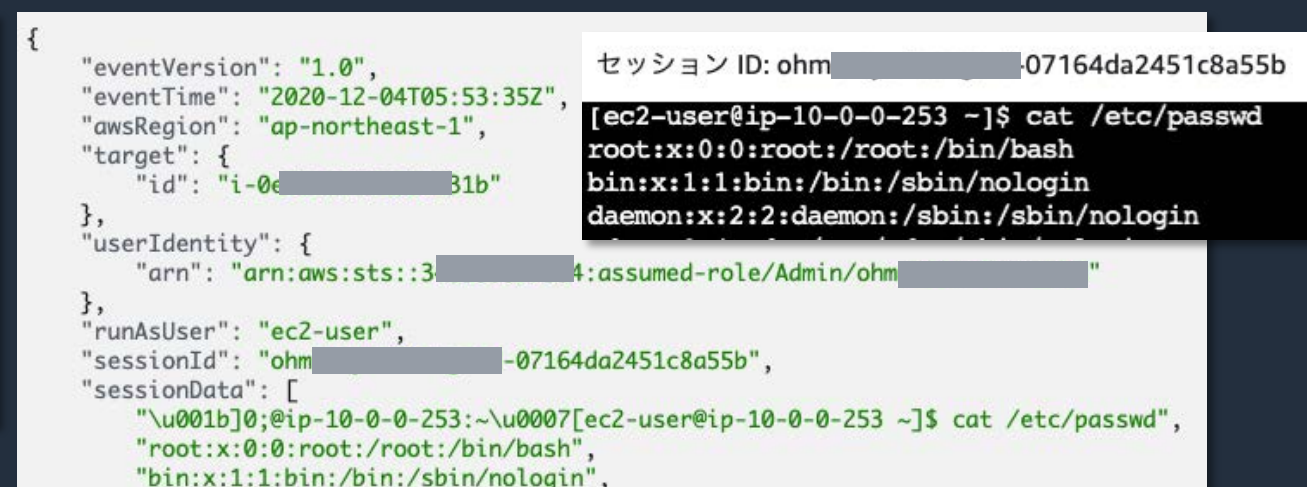 {
"eventVersion": "1.0",
"eventTime": "2020-12-04T05:53:35Z",
"awsRegion": "ap-northeast-1",
"target": {
"id": "i-0e 31b"
},
"userIdentity": {
"arn": "arn:aws:sts::3 4:assumed-role/Admin/ohm "
},
"runAsUser": "ec2-user",
"sessionId": "ohm -07164da2451c8a55b",
"sessionData": [
"\u001b]0;@ip-10-0-0-253:~\u0007[ec2-user@ip-10-0-0-253 ~]$ cat /etc/passwd",
"root:x:0:0:root:/root:/bin/bash",
"bin:x:1:1:bin:/bin:/sbin/nologin",
セッション ID: ohm -07164da2451c8a55b
[ec2-user@ip-10-0-0-253 ~]$ cat /etc/passwd
root:x:0:0:root:/root:/bin/bash
bin:x:1:1:bin:/bin:/sbin/nologin
daemon:x:2:2:daemon:/sbin:/sbin/nologin